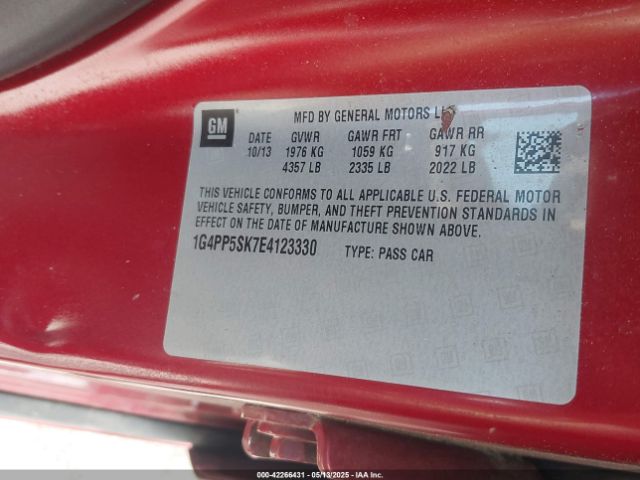 GM
MFD BY GENERAL MOTORS LLC
DATE GVWR GAWR FRT GAWR RR
10/13 1976 KG 1059 KG 917 KG
4357 LB 2335 LB 2022 LB
THIS VEHICLE CONFORMS TO ALL APPLICABLE U.S. FEDERAL MOTOR
VEHICLE SAFETY, BUMPER, AND THEFT PREVENTION STANDARDS IN
EFFECT ON THE DATE OF MANUFACTURE SHOWN ABOVE.
1G4PP5SK7E4123330 TYPE: PASS CAR
000-42266431 - 05/13/2025 - IAA Inc.